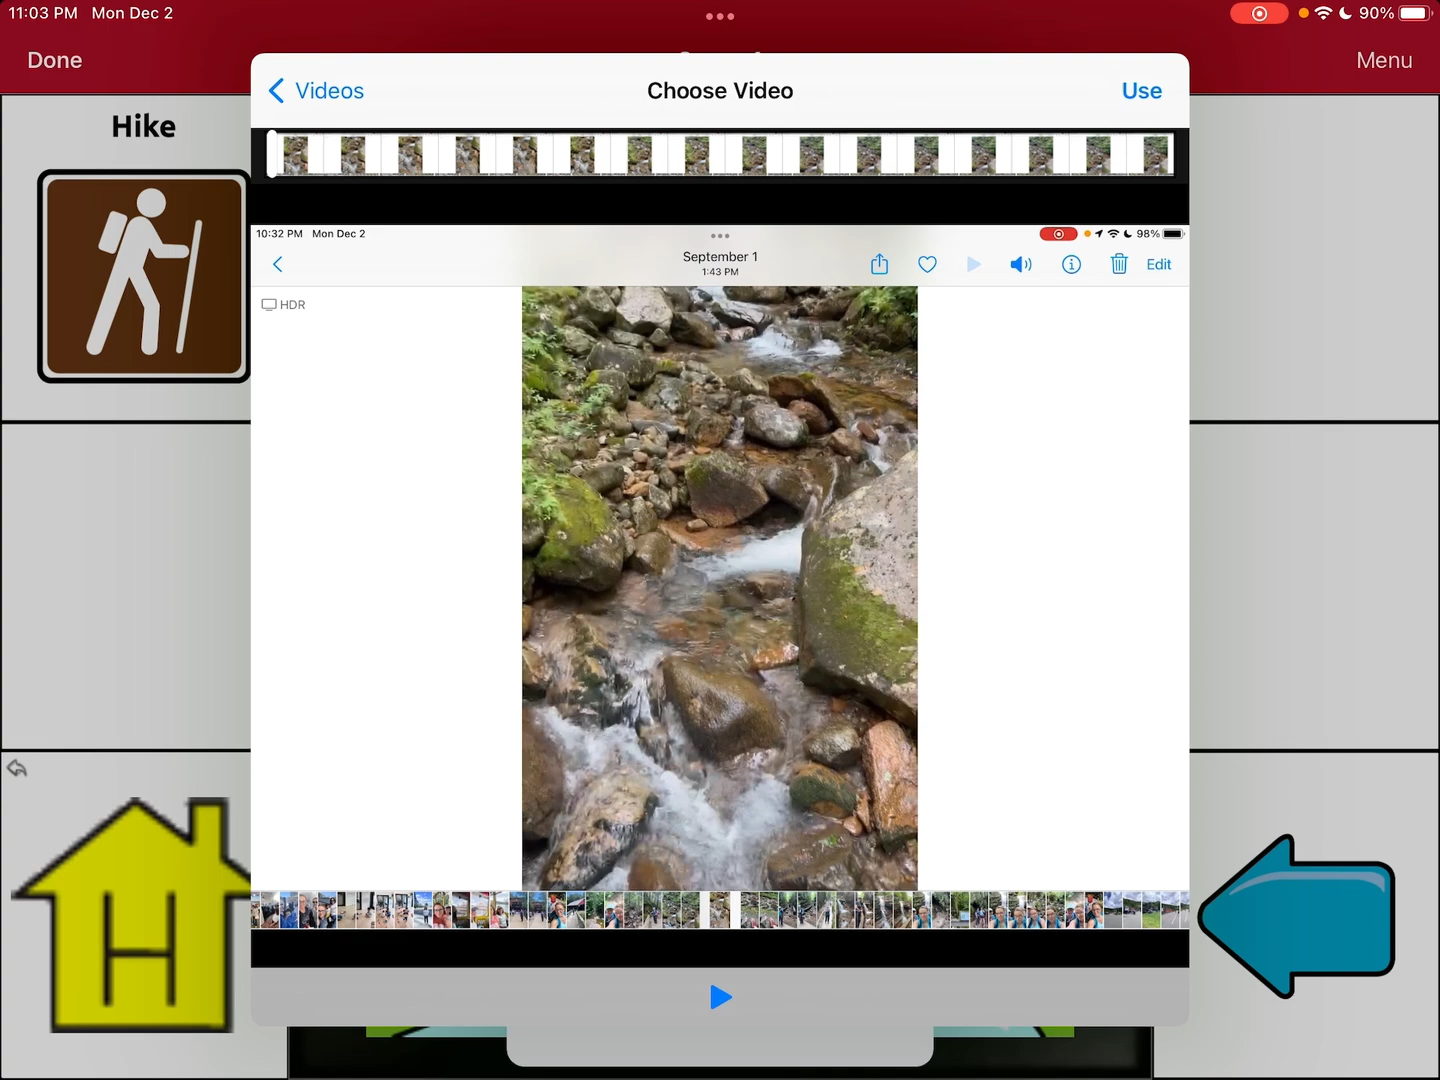 11:03 PM Mon Dec 2
90%
Done
Menu
Videos
Choose Video
Use
Hike
10:32 PM Mon Dec 2
98%
September 1
1:43 PM
Edit
HDR
H